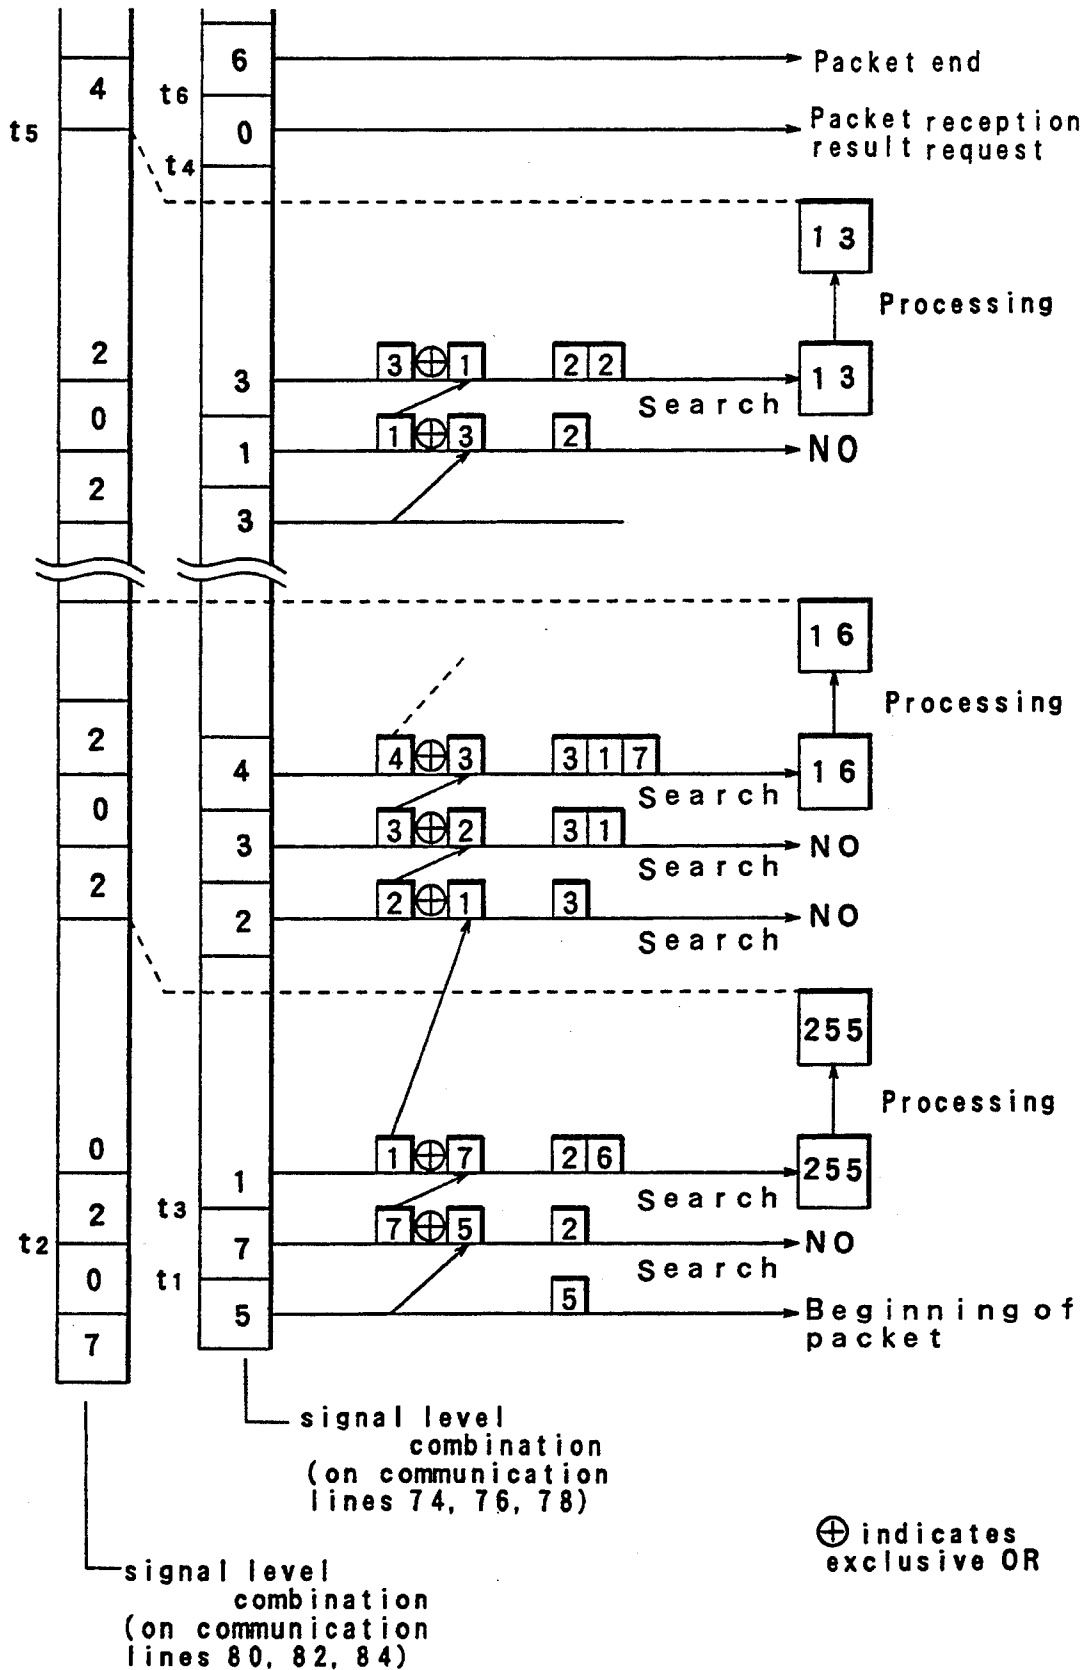 6
Packet end
4
t6
t5
0
Packet reception
result request
t4
13
Processing
2
3 ⊕ 1
22
13
3
Search
0
1 ⊕ 3
2
NO
1
2
3
16
Processing
2
4 ⊕ 3
317
16
4
Search
0
3 ⊕ 2
31
NO
3
Search
2
2 ⊕ 1
3
NO
2
Search
255
Processing
0
1 ⊕ 7
26
255
1
Search
t3
2
7 ⊕ 5
2
NO
t2
7
Search
t1
0
5
Beginning of
packet
5
7
signal level
combination
(on communication
lines 74, 76, 78)
⊕ indicates
exclusive OR
signal level
combination
(on communication
lines 80, 82, 84)